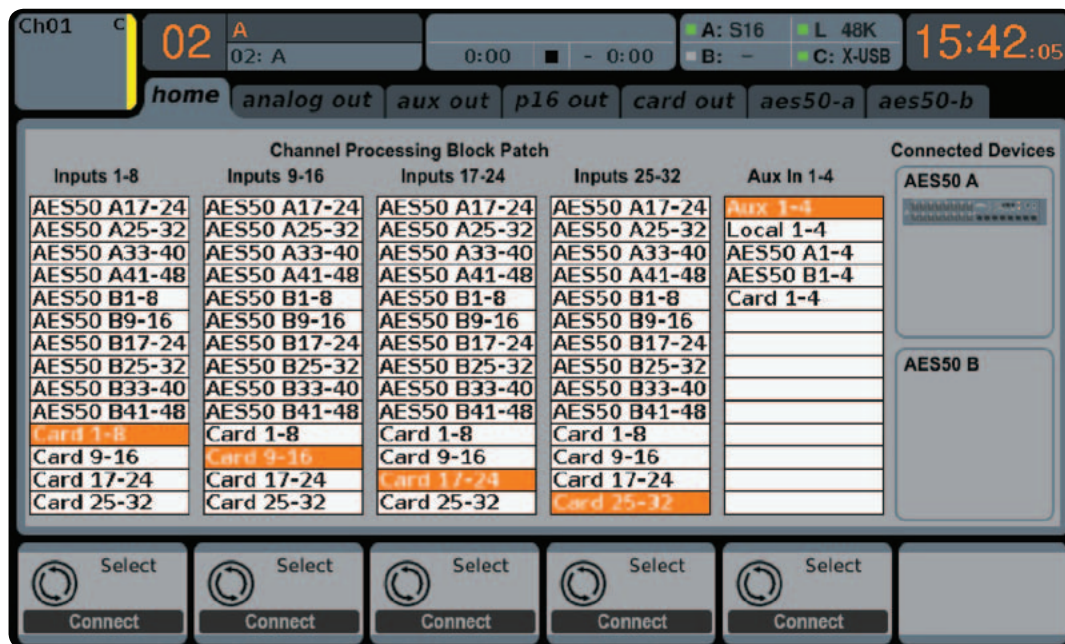 Ch01 C
02 A
02: A
0:00 - 0:00
A: S16 L 48K
B: - C: X-USB
15:42:05
home analog out aux out p16 out card out aes50-a aes50-b
Channel Processing Block Patch
Connected Devices
Inputs 1-8 Inputs 9-16 Inputs 17-24 Inputs 25-32 Aux In 1-4
AES50 A
AES50 A17-24 AES50 A17-24 AES50 A17-24 AES50 A17-24 Aux 1-4
AES50 A25-32 AES50 A25-32 AES50 A25-32 AES50 A25-32 Local 1-4
AES50 A33-40 AES50 A33-40 AES50 A33-40 AES50 A33-40 AES50 A1-4
AES50 A41-48 AES50 A41-48 AES50 A41-48 AES50 A41-48 AES50 B1-4
AES50 B1-8 AES50 B1-8 AES50 B1-8 AES50 B1-8 Card 1-4
AES50 B9-16 AES50 B9-16 AES50 B9-16 AES50 B9-16
AES50 B17-24 AES50 B17-24 AES50 B17-24 AES50 B17-24
AES50 B25-32 AES50 B25-32 AES50 B25-32 AES50 B25-32
AES50 B
AES50 B33-40 AES50 B33-40 AES50 B33-40 AES50 B33-40
AES50 B41-48 AES50 B41-48 AES50 B41-48 AES50 B41-48
Card 1-8 Card 1-8 Card 1-8 Card 1-8
Card 9-16 Card 9-16 Card 9-16 Card 9-16
Card 17-24 Card 17-24 Card 17-24 Card 17-24
Card 25-32 Card 25-32 Card 25-32 Card 25-32
Select Select Select Select Select
Connect Connect Connect Connect Connect